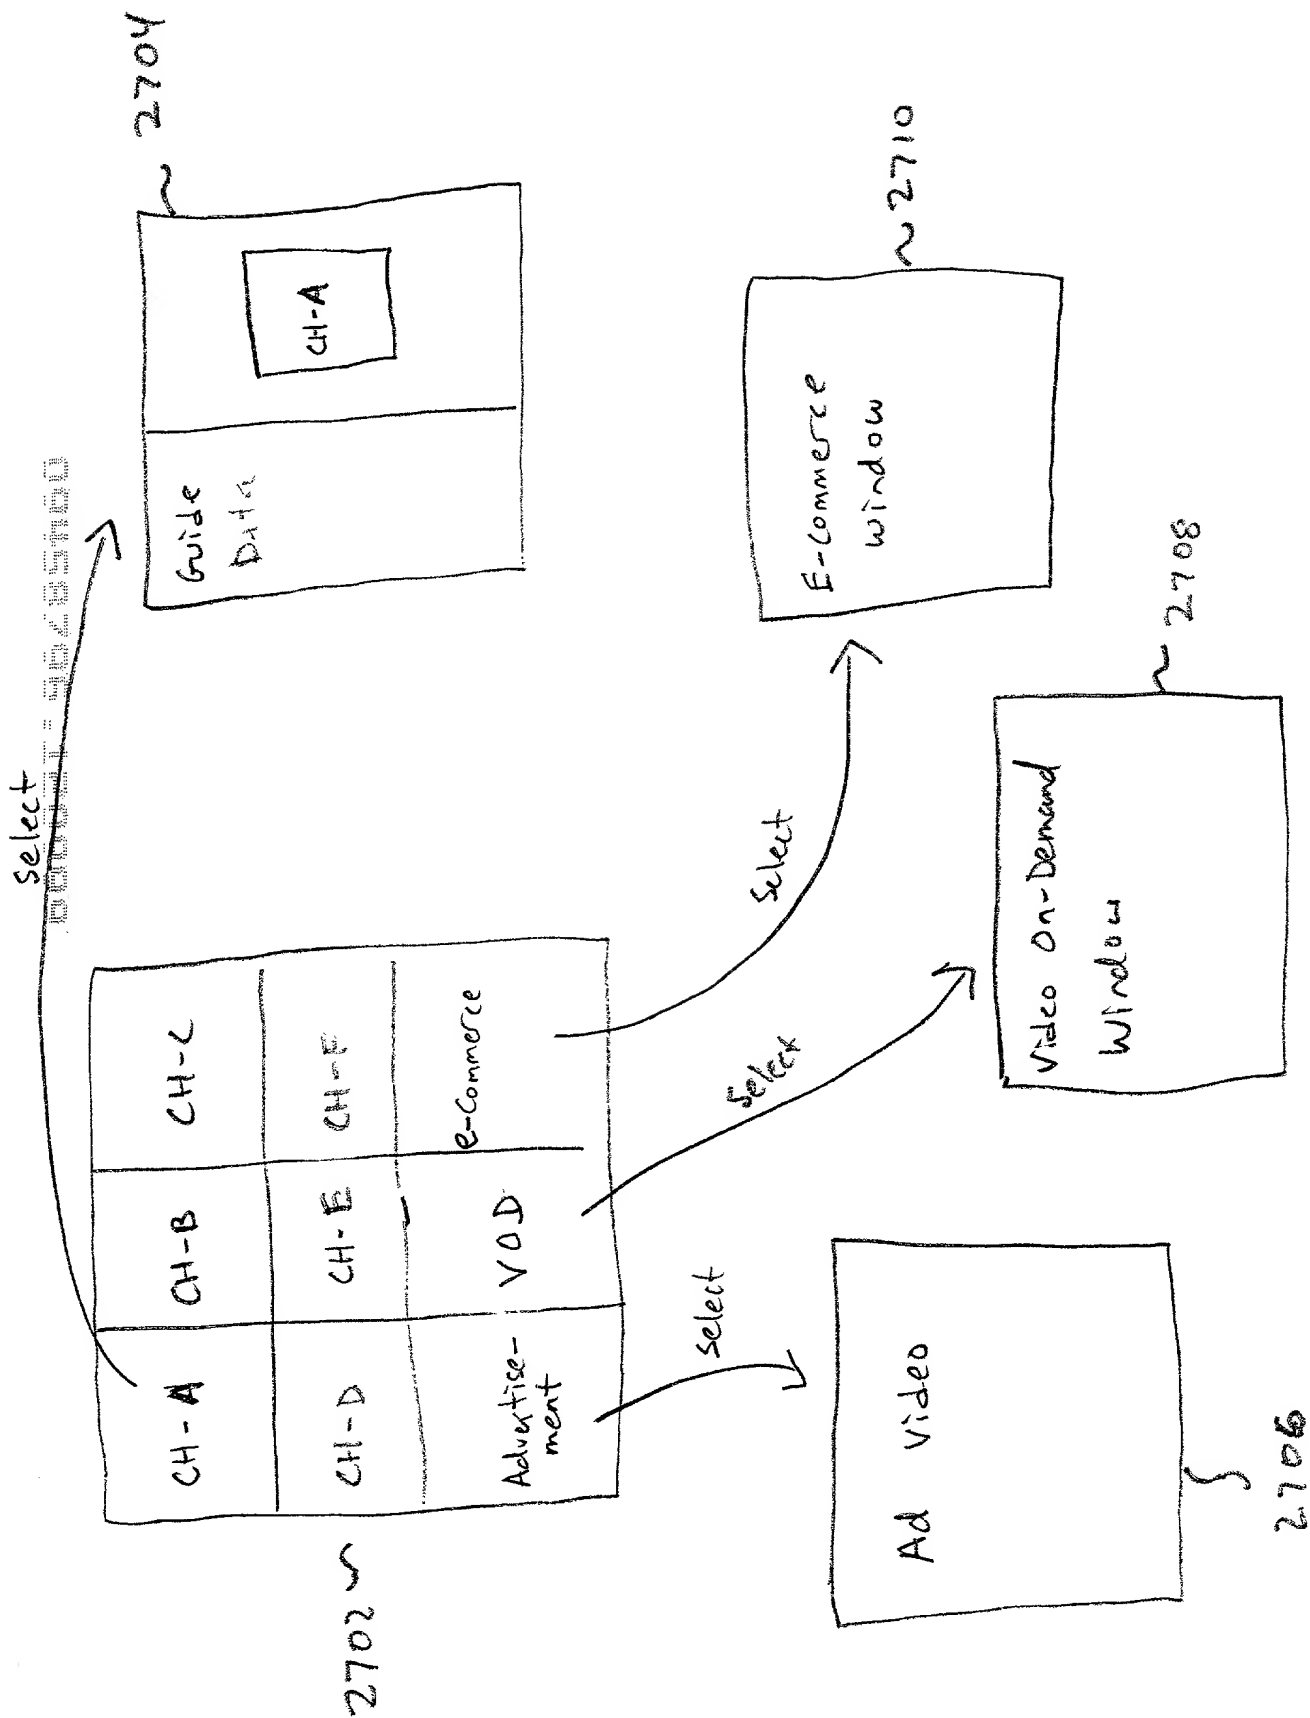 Select
2704
CH-A
CH-B
CH-C
CH-D
CH-E
CH-F
Advertise-
ment
VOD
e-Commerce
2702
Guide
Data
CH-A
Select
Select
Select
E-Commerce
Window
2710
Video On-Demand
Window
2708
Ad Video
2706